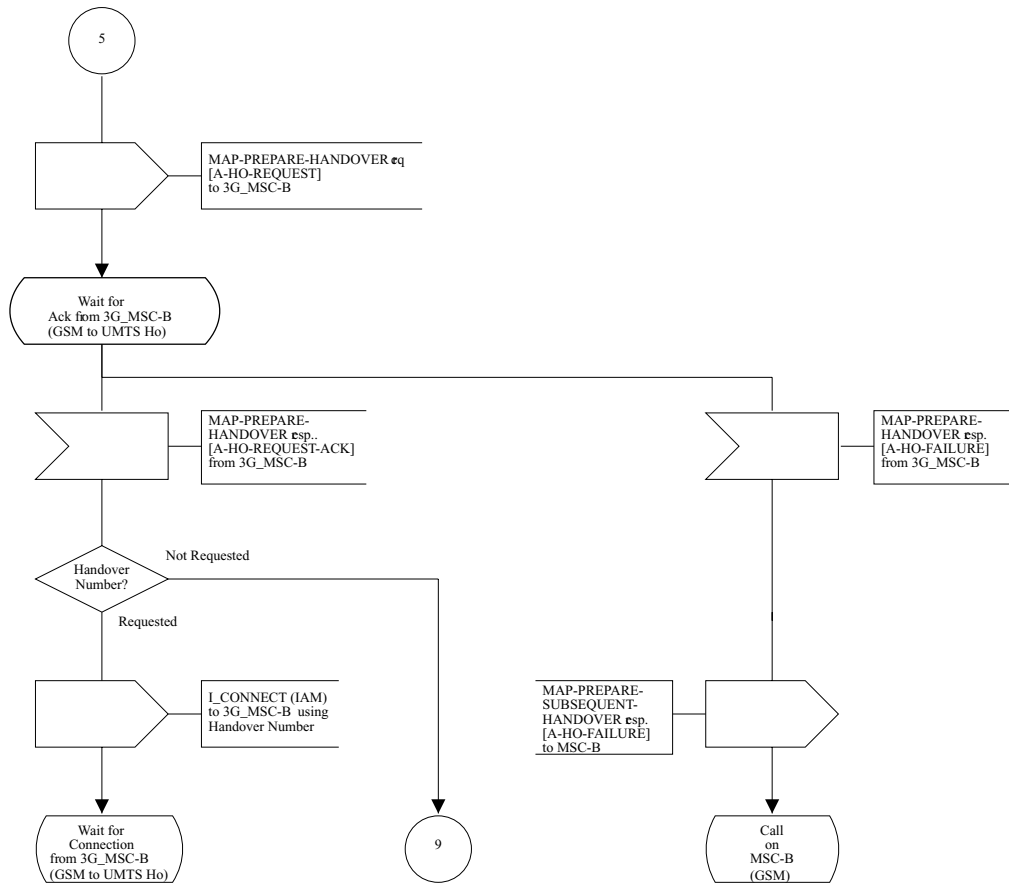 5
MAP-PREPARE-HANDOVER req
[A-HO-REQUEST]
to 3G_MSC-B
Wait for
Ack from 3G_MSC-B
(GSM to UMTS Ho)
MAP-PREPARE-
HANDOVER resp..
[A-HO-REQUEST-ACK]
from 3G_MSC-B
MAP-PREPARE-
HANDOVER resp.
[A-HO-FAILURE]
from 3G_MSC-B
Handover
Number?
Not Requested
Requested
I_CONNECT (IAM)
to 3G_MSC-B using
Handover Number
MAP-PREPARE-
SUBSEQUENT-
HANDOVER resp.
[A-HO-FAILURE]
to MSC-B
Wait for
Connection
from 3G_MSC-B
(GSM to UMTS Ho)
9
Call
on
MSC-B
(GSM)